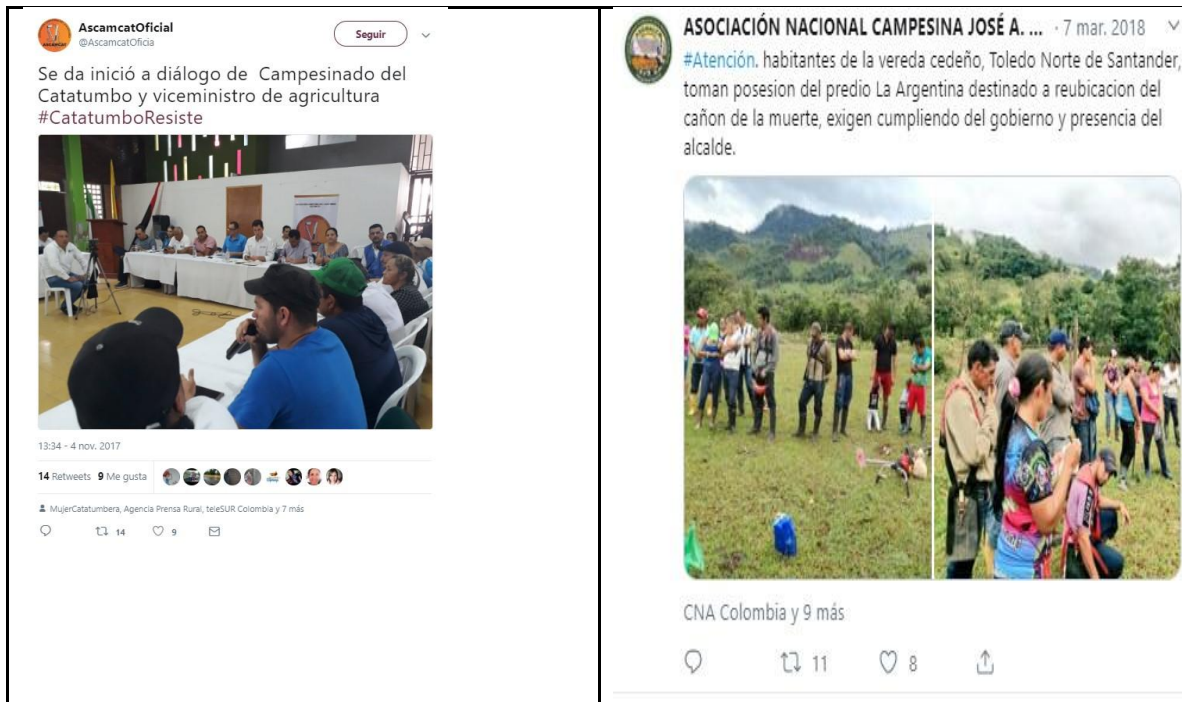 AscamcatOficial
@AscamcatOficia
Seguir
Se da inició a diálogo de Campesinado del
Catatumbo y viceministro de agricultura
#CatatumboResiste
13:34 - 4 nov. 2017
14 Retweets 9 Me gusta
MujerCatatumbera, Agencia Prensa Rural, teleSUR Colombia y 7 más
14 9
ASOCIACIÓN NACIONAL CAMPESINA JOSÉ A. ... · 7 mar. 2018
#Atención. habitantes de la vereda cedeño, Toledo Norte de Santander,
toman posesion del predio La Argentina destinado a reubicacion del
cañon de la muerte, exigen cumpliendo del gobierno y presencia del
alcalde.
CNA Colombia y 9 más
11 8